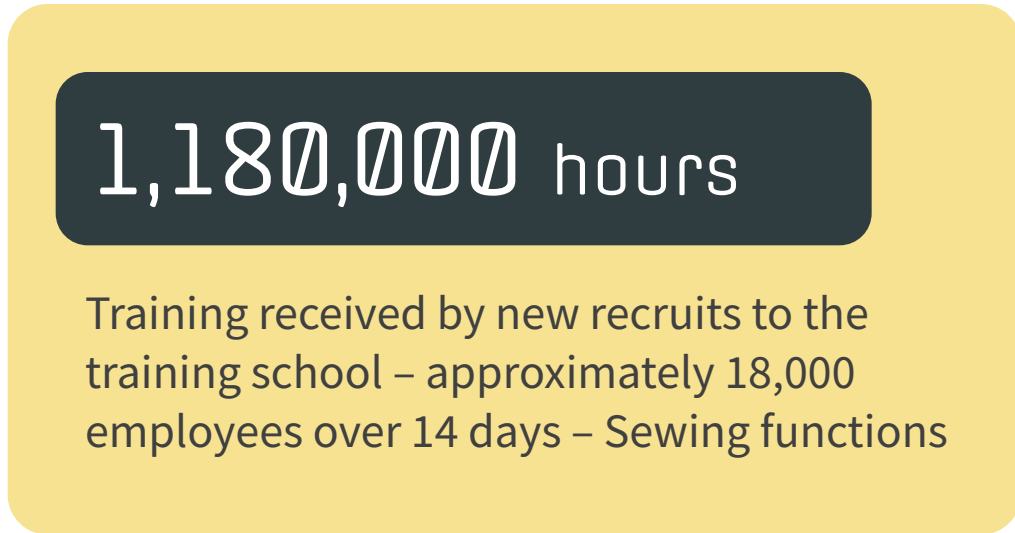 1,180,000 hours
Training received by new recruits to the
training school – approximately 18,000
employees over 14 days – Sewing functions